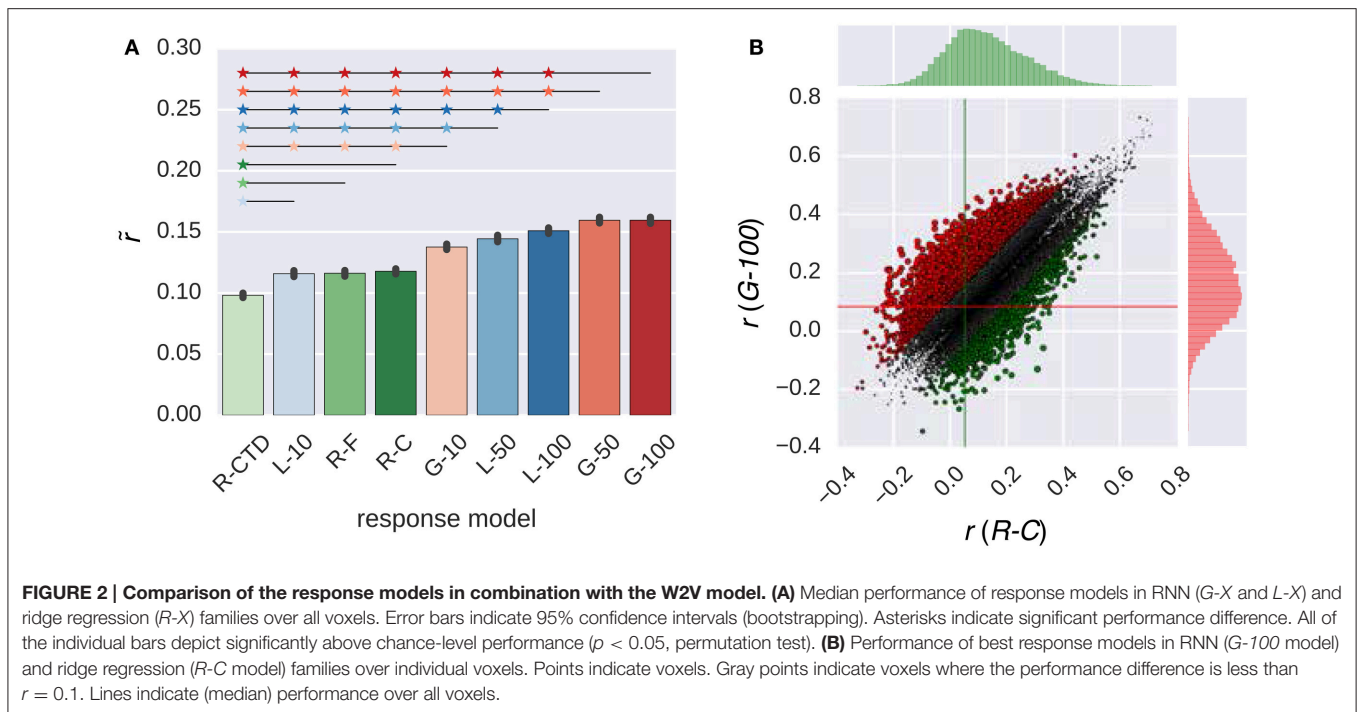 A
0.30
0.25
0.20
0.15
0.10
0.05
0.00
r̃
R-CTD
L-10
R-F
R-C
G-10
L-50
L-100
G-50
G-100
response model
B
0.8
0.6
0.4
0.2
0.0
−0.2
−0.4
r (G-100)
−0.4
−0.2
0.0
0.2
0.4
0.6
0.8
r (R-C)
FIGURE 2 | Comparison of the response models in combination with the W2V model. (A) Median performance of response models in RNN (G-X and L-X) and
ridge regression (R-X) families over all voxels. Error bars indicate 95% confidence intervals (bootstrapping). Asterisks indicate significant performance difference. All of
the individual bars depict significantly above chance-level performance (p < 0.05, permutation test). (B) Performance of best response models in RNN (G-100 model)
and ridge regression (R-C model) families over individual voxels. Points indicate voxels. Gray points indicate voxels where the performance difference is less than
r = 0.1. Lines indicate (median) performance over all voxels.